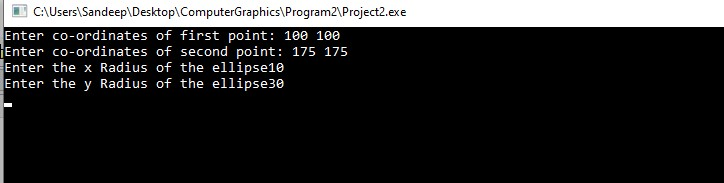 C:\Users\Sandeep\Desktop\ComputerGraphics\Program2\Project2.exe
Enter co-ordinates of first point: 100 100
Enter co-ordinates of second point: 175 175
Enter the x Radius of the ellipse10
Enter the y Radius of the ellipse30